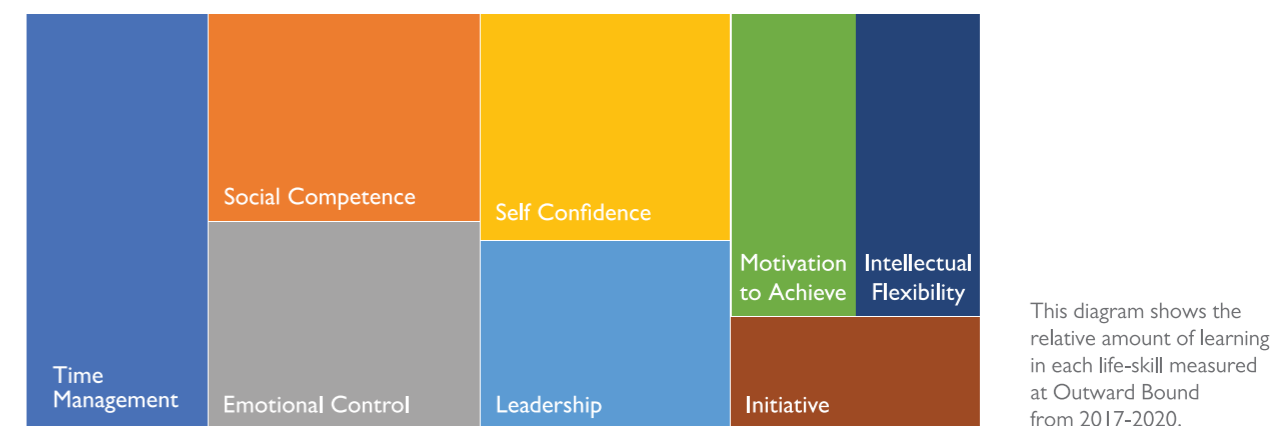 Social Competence
Self Confidence
Motivation
to Achieve
Intellectual
Flexibility
Time
Management
Emotional Control
Leadership
Initiative
This diagram shows the
relative amount of learning
in each life-skill measured
at Outward Bound
from 2017-2020.